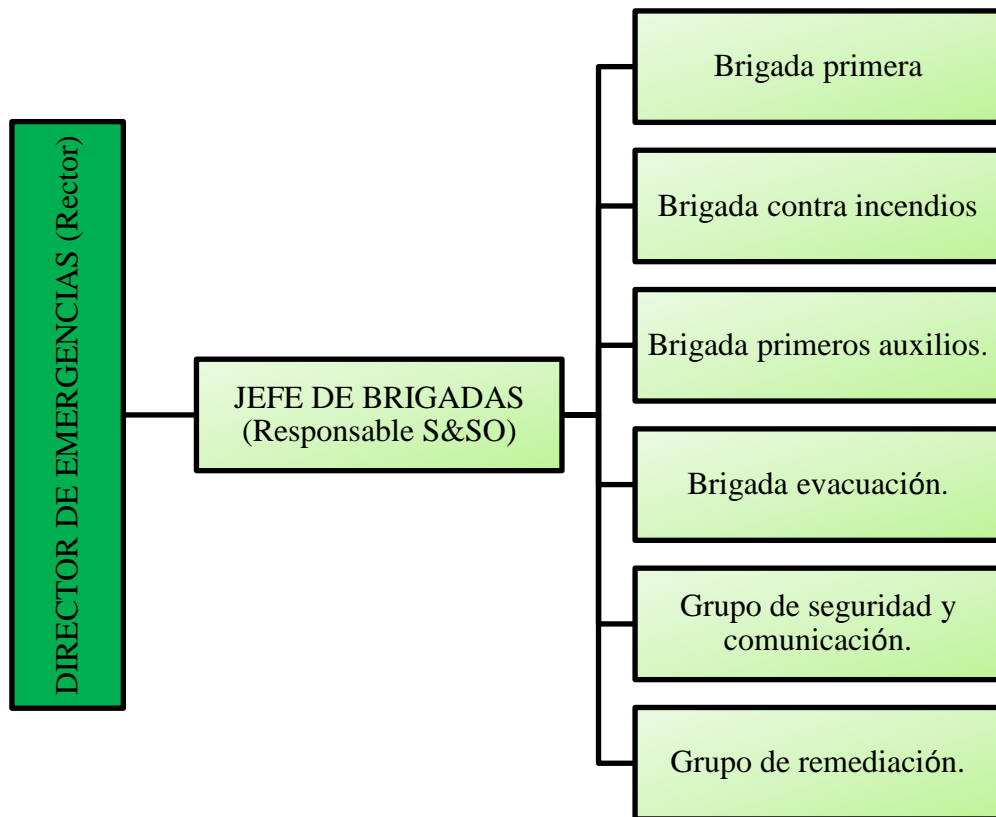 DIRECTOR DE EMERGENCIAS (Rector)
JEFE DE BRIGADAS
(Responsable S&SO)
Brigada primera
Brigada contra incendios
Brigada primeros auxilios.
Brigada evacuación.
Grupo de seguridad y
comunicación.
Grupo de remediación.